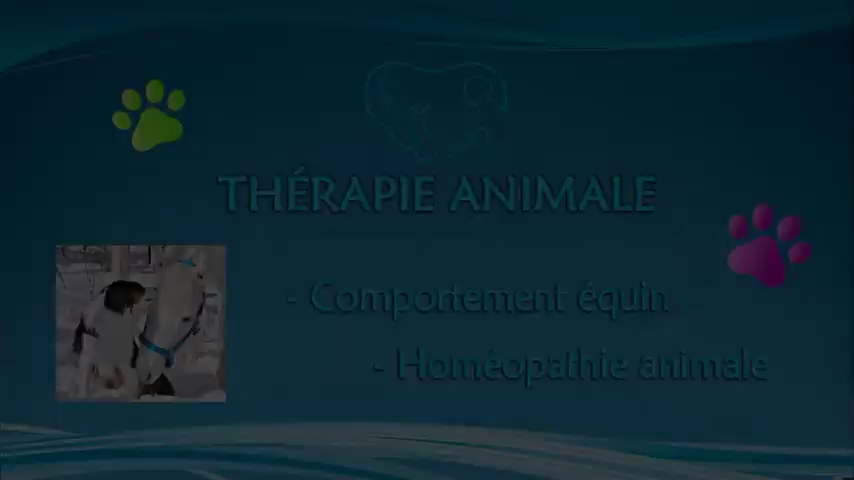 THÉRAPIE ANIMALE
- Comportement équin
- Homéopathie animale